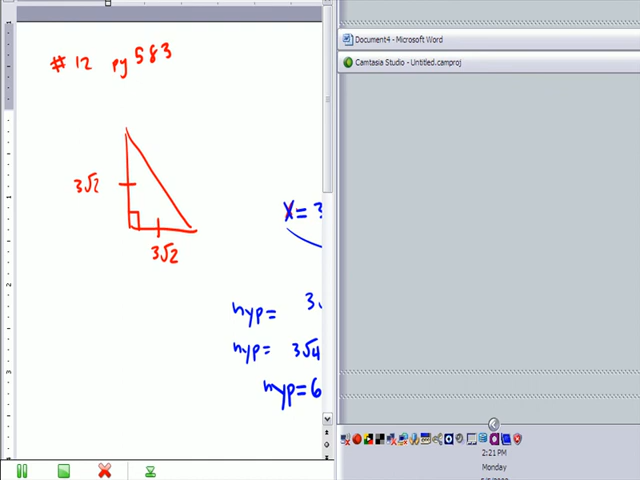 # 12 pg 583
3√2
3√2
X = 3
hyp =
3√
hyp = 3√4
hyp = 6
Document4 - Microsoft Word
Camtasia Studio - Untitled.camproj
2:21 PM
Monday